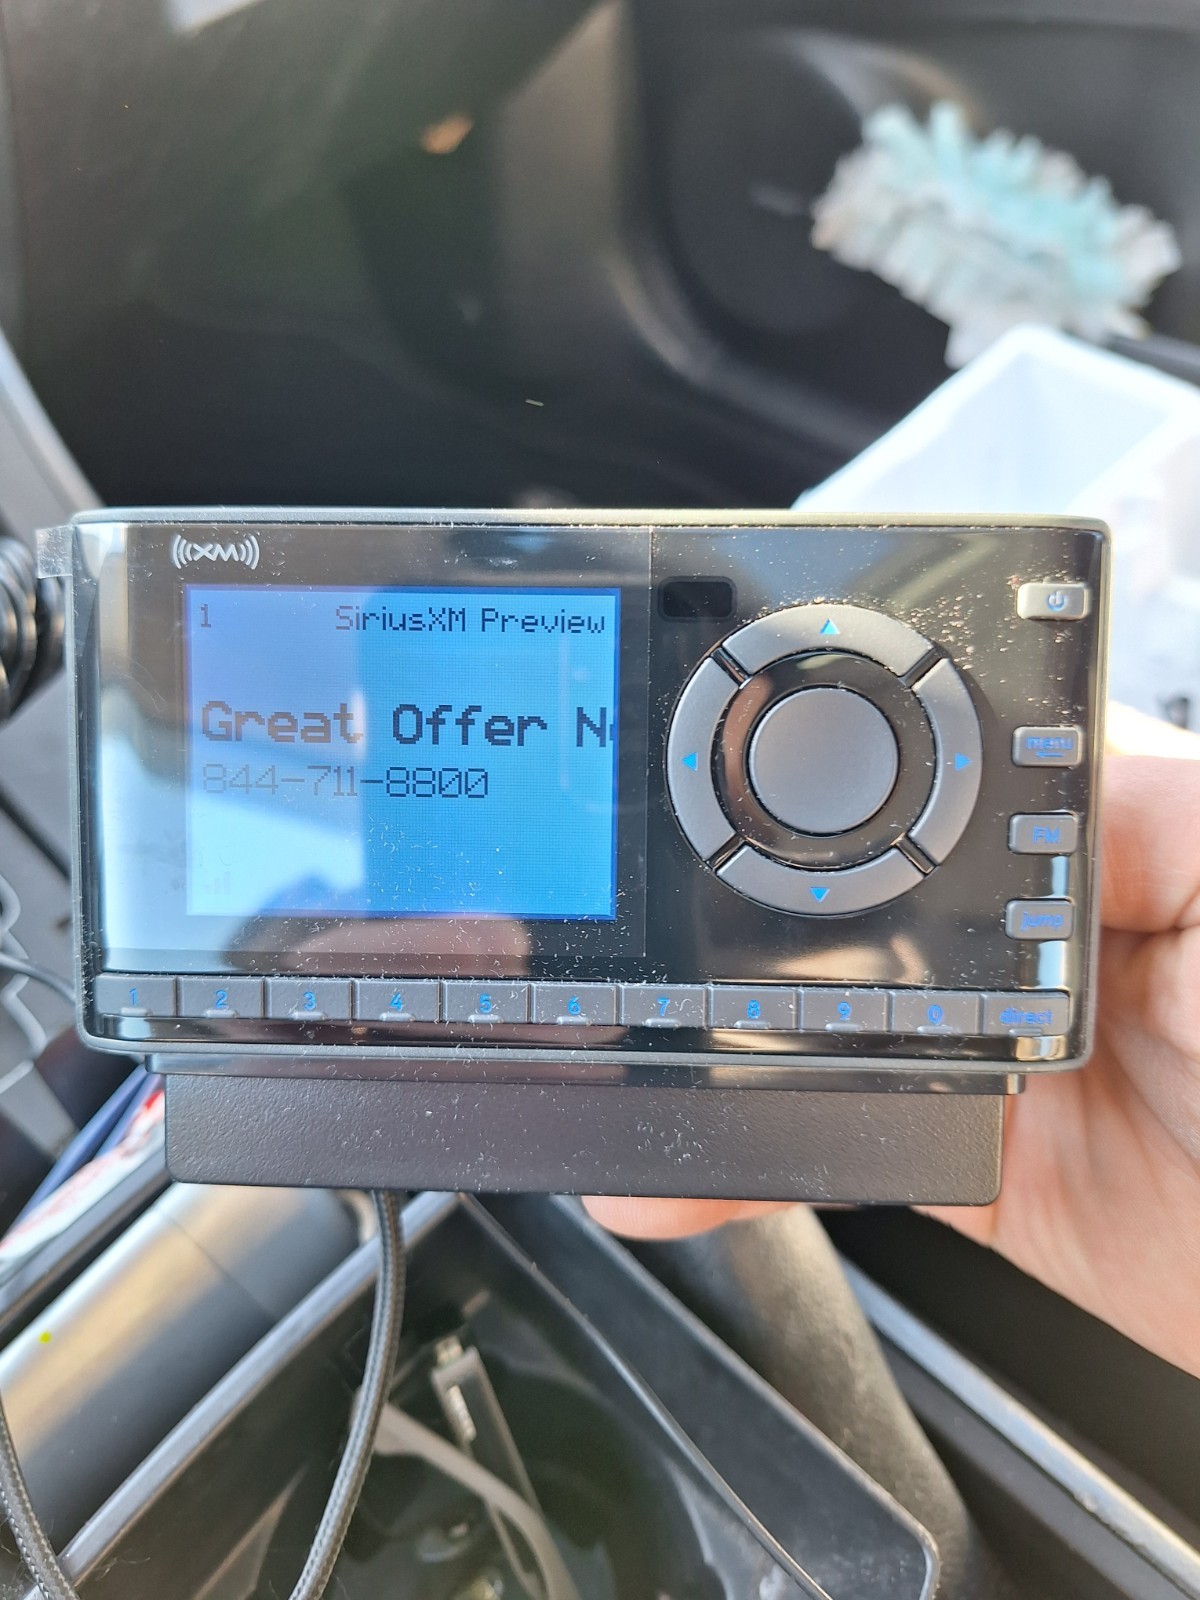 ((XM))
1 SiriusXM Preview
Great Offer N
844-711-8800
menu
FM
jump
1 2 3 4 5 6 7 8 9 0 direct